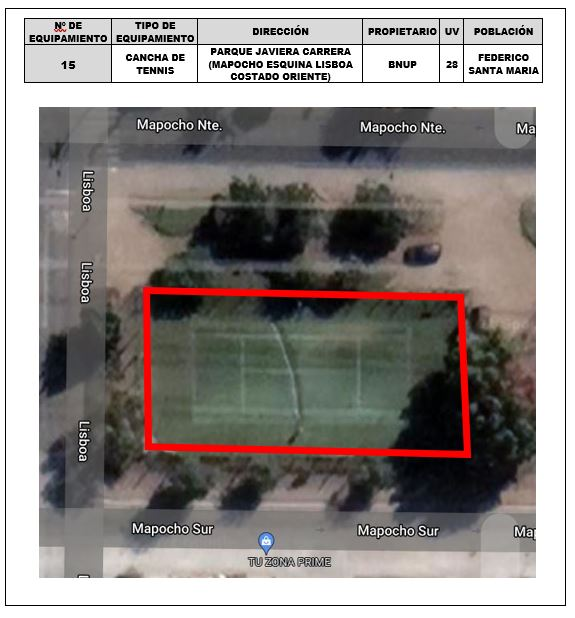 Nº DE EQUIPAMIENTO
TIPO DE EQUIPAMIENTO
DIRECCIÓN
PROPIETARIO
UV
POBLACIÓN
15
CANCHA DE TENNIS
PARQUE JAVIERA CARRERA (MAPOCHO ESQUINA LISBOA COSTADO ORIENTE)
BNUP
28
FEDERICO SANTA MARIA
Mapocho Nte.
Mapocho Nte.
Ma
Lisboa
Lisboa
Lisboa
Mapocho Sur
Mapocho Sur
Map
TU ZONA PRIME